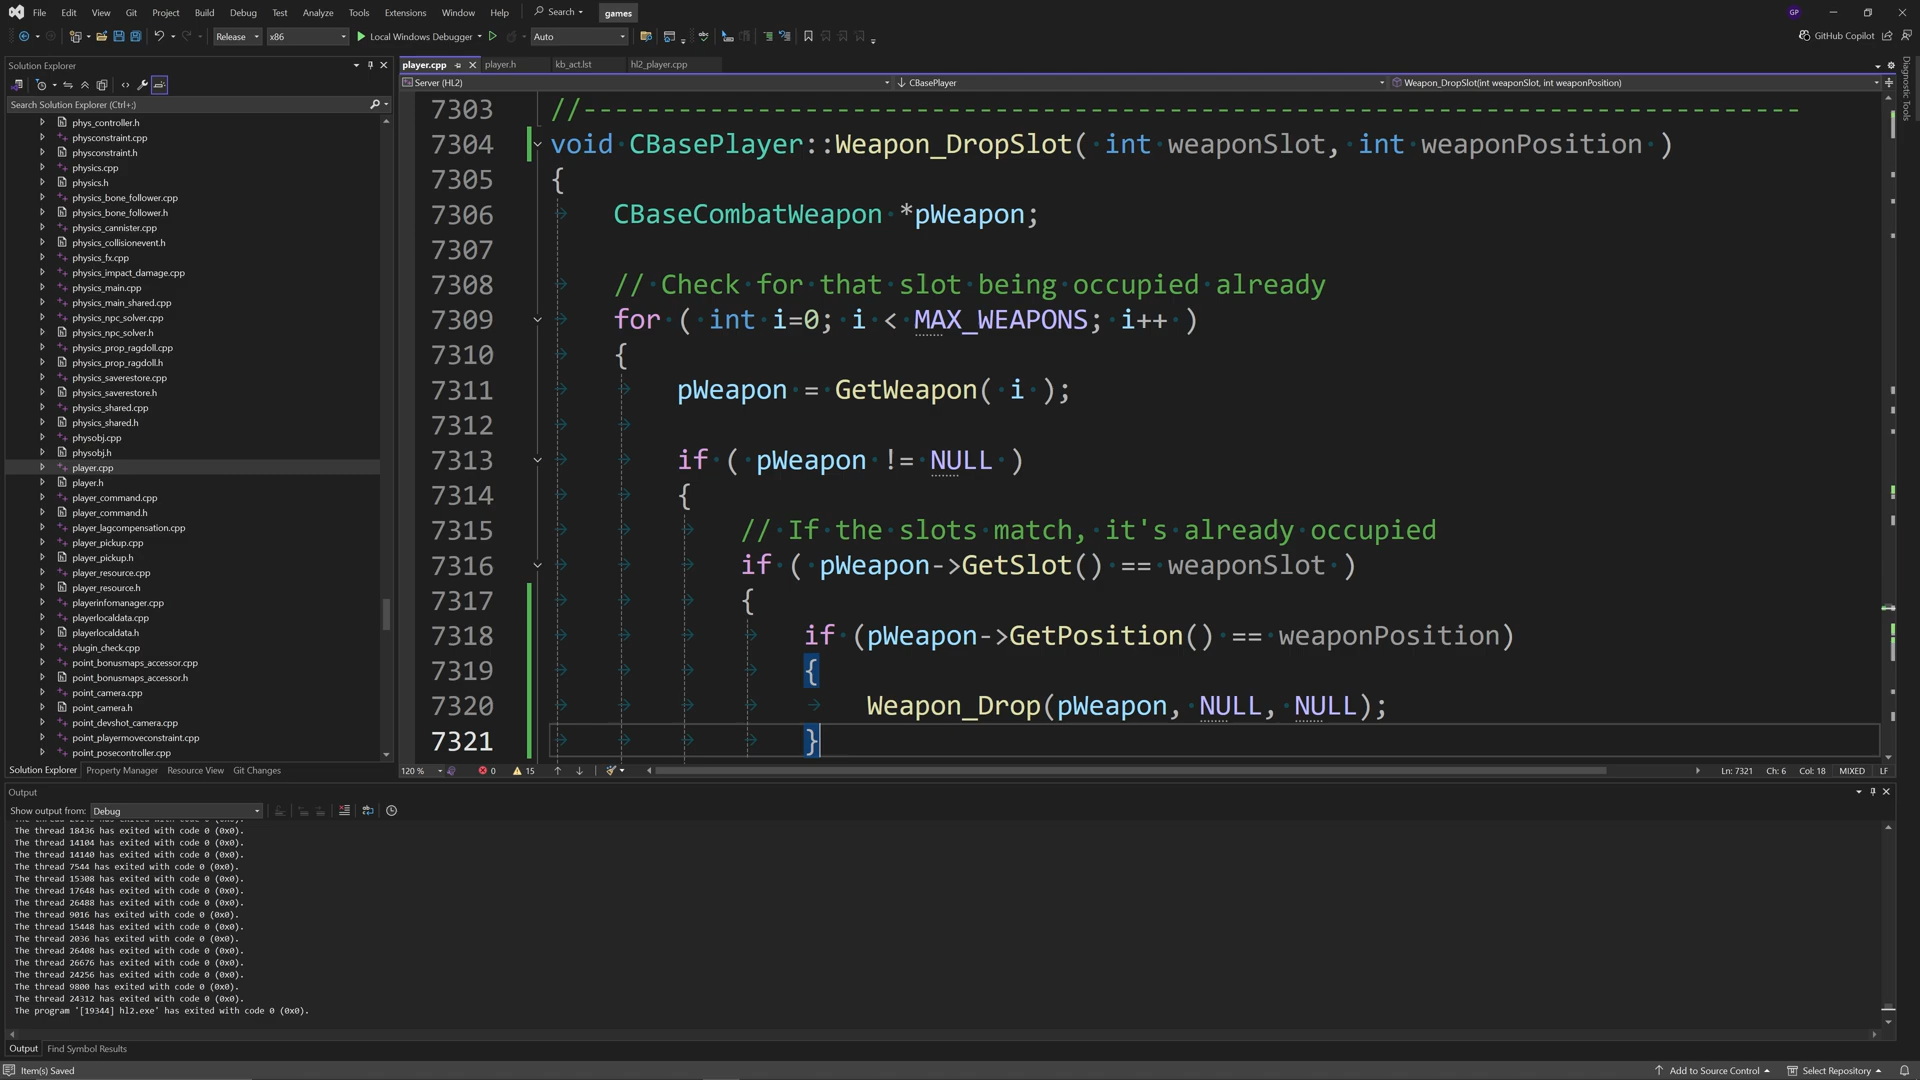 File Edit View Git Project Build Debug Test Analyze Tools Extensions Window Help Search games GP
Release x86 Local Windows Debugger Auto GitHub Copilot
Solution Explorer
Search Solution Explorer (Ctrl+;)
phys_controller.h
physconstraint.cpp
physconstraint.h
physics.cpp
physics.h
physics_bone_follower.cpp
physics_bone_follower.h
physics_cannister.cpp
physics_collisionevent.h
physics_fx.cpp
physics_impact_damage.cpp
physics_main.cpp
physics_main_shared.cpp
physics_npc_solver.cpp
physics_npc_solver.h
physics_prop_ragdoll.cpp
physics_prop_ragdoll.h
physics_saverestore.cpp
physics_saverestore.h
physics_shared.cpp
physics_shared.h
physobj.cpp
physobj.h
player.cpp
player.h
player_command.cpp
player_command.h
player_lagcompensation.cpp
player_pickup.cpp
player_pickup.h
player_resource.cpp
player_resource.h
playerinfomanager.cpp
playerlocaldata.cpp
playerlocaldata.h
plugin_check.cpp
point_bonusmaps_accessor.cpp
point_bonusmaps_accessor.h
point_camera.cpp
point_camera.h
point_devshot_camera.cpp
point_playermoveconstraint.cpp
point_posecontroller.cpp
Solution Explorer Property Manager Resource View Git Changes
player.cpp player.h kb_act.lst hl2_player.cpp
Server (HL2) CBasePlayer Weapon_DropSlot(int weaponSlot, int weaponPosition)
7303 //------------------------------------------------------------------------------
7304 void CBasePlayer::Weapon_DropSlot( int weaponSlot, int weaponPosition )
7305 {
7306 CBaseCombatWeapon *pWeapon;
7307
7308 // Check for that slot being occupied already
7309 for ( int i=0; i < MAX_WEAPONS; i++ )
7310 {
7311 pWeapon = GetWeapon( i );
7312
7313 if ( pWeapon != NULL )
7314 {
7315 // If the slots match, it's already occupied
7316 if ( pWeapon->GetSlot() == weaponSlot )
7317 {
7318 if (pWeapon->GetPosition() == weaponPosition)
7319 {
7320 Weapon_Drop(pWeapon, NULL, NULL);
7321 }
120 % 0 15 Ln: 7321 Ch: 6 Col: 18 MIXED LF
Diagnostic Tools
Output
Show output from: Debug
The thread 18436 has exited with code 0 (0x0).
The thread 14104 has exited with code 0 (0x0).
The thread 14140 has exited with code 0 (0x0).
The thread 7544 has exited with code 0 (0x0).
The thread 15308 has exited with code 0 (0x0).
The thread 17648 has exited with code 0 (0x0).
The thread 26488 has exited with code 0 (0x0).
The thread 9016 has exited with code 0 (0x0).
The thread 15448 has exited with code 0 (0x0).
The thread 2036 has exited with code 0 (0x0).
The thread 26408 has exited with code 0 (0x0).
The thread 26676 has exited with code 0 (0x0).
The thread 24256 has exited with code 0 (0x0).
The thread 9800 has exited with code 0 (0x0).
The thread 24312 has exited with code 0 (0x0).
The program '[19344] hl2.exe' has exited with code 0 (0x0).
Output Find Symbol Results
Item(s) Saved Add to Source Control Select Repository